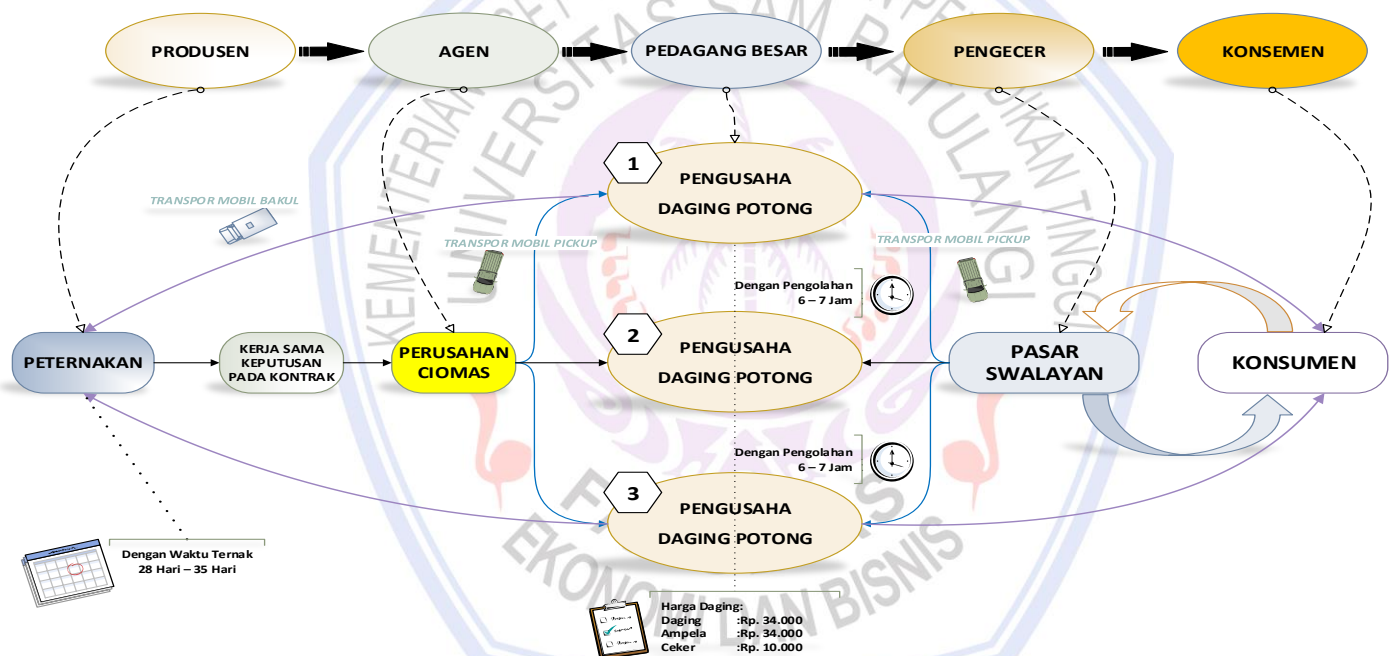 PRODUSEN
AGEN
PEDAGANG BESAR
PENGECER
KONSEMEN
1
PENGUSAHA
DAGING POTONG
TRANSPOR MOBIL BAKUL
TRANSPOR MOBIL PICKUP
TRANSPOR MOBIL PICKUP
Dengan Pengolahan
6 – 7 Jam
PETERNAKAN
KERJA SAMA
KEPUTUSAN
PADA KONTRAK
PERUSAHAN
CIOMAS
2
PENGUSAHA
DAGING POTONG
PASAR
SWALAYAN
KONSUMEN
Dengan Pengolahan
6 – 7 Jam
3
PENGUSAHA
DAGING POTONG
Dengan Waktu Ternak
28 Hari – 35 Hari
Harga Daging:
Daging :Rp. 34.000
Ampela :Rp. 34.000
Ceker :Rp. 10.000
UNIVERSITAS SAM RATULANGI
EKONOMI DAN BISNIS